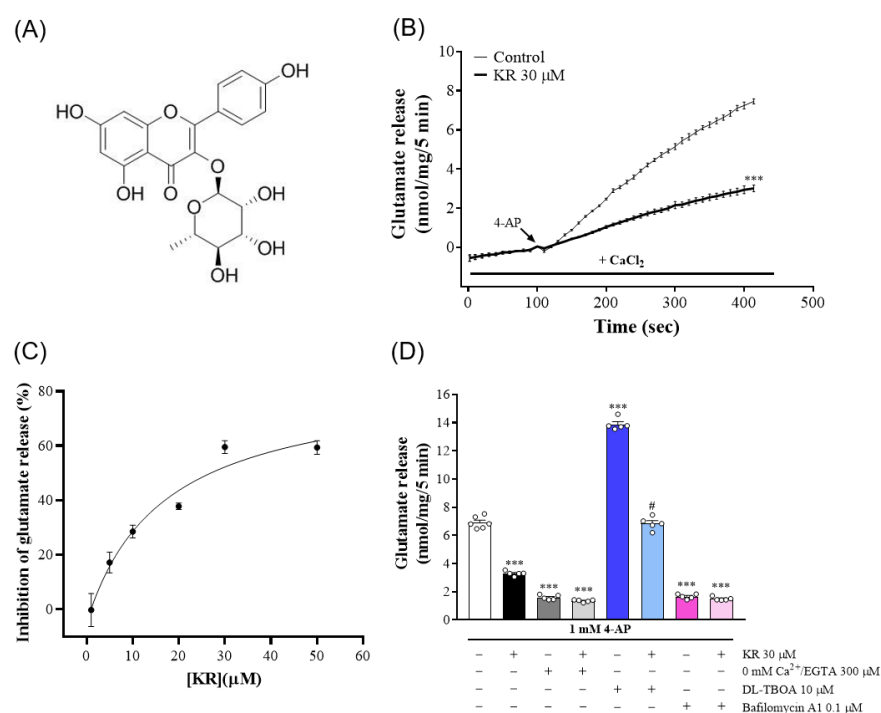 (A)
OH
HO
O
O
OH
O
O
OH
OH
OH
(B)
Control
KR 30 μM
Glutamate release
(nmol/mg/5 min)
10
8
6
4
2
0
4-AP
***
+ CaCl2
0
100
200
300
400
500
Time (sec)
(C)
Inhibition of glutamate release (%)
80
60
40
20
0
0
10
20
30
40
50
60
[KR](μM)
(D)
Glutamate release
(nmol/mg/5 min)
16
14
12
10
8
6
4
2
0
***
***
***
***
#
***
***
1 mM 4-AP
– + – + – + – + KR 30 μM
– – + + – – – – 0 mM Ca2+/EGTA 300 μM
– – – – + + – – DL-TBOA 10 μM
– – – – – – + + Bafilomycin A1 0.1 μM